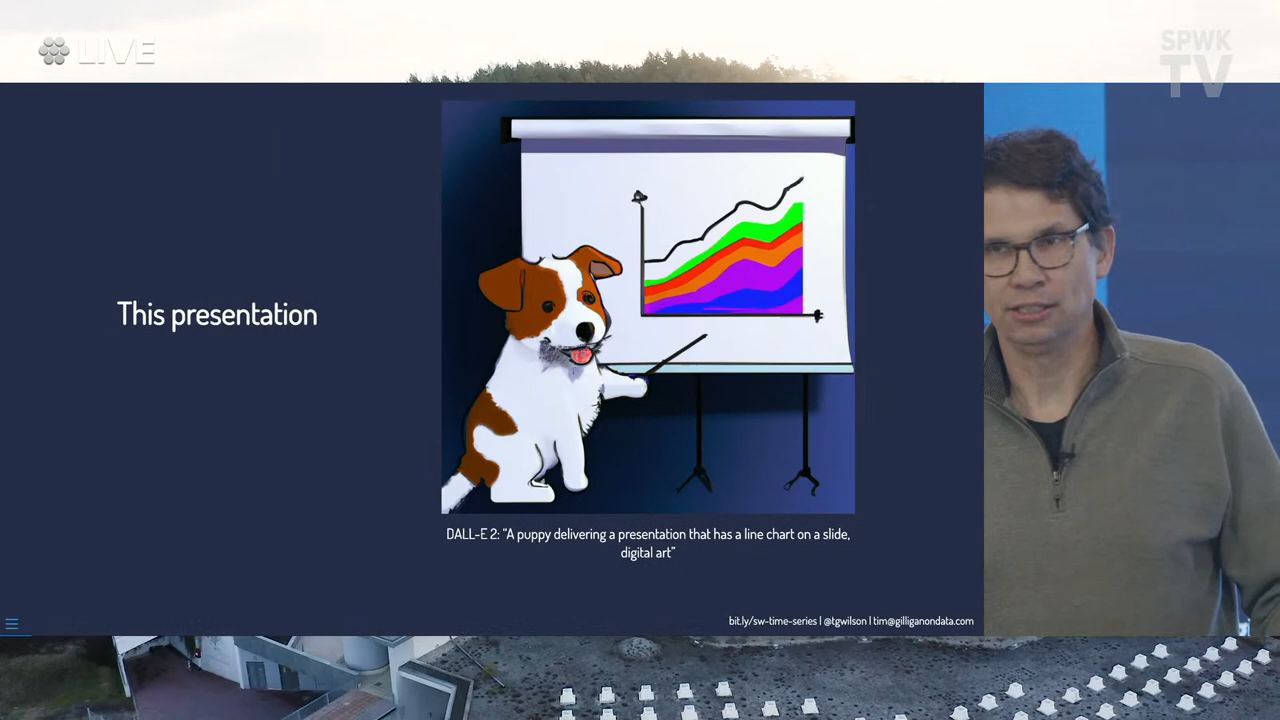 LIVE
SPWK
TV
This presentation
DALL-E 2: “A puppy delivering a presentation that has a line chart on a slide,
digital art”
bit.ly/sw-time-series | @tgwilson | tim@gilliganondata.com